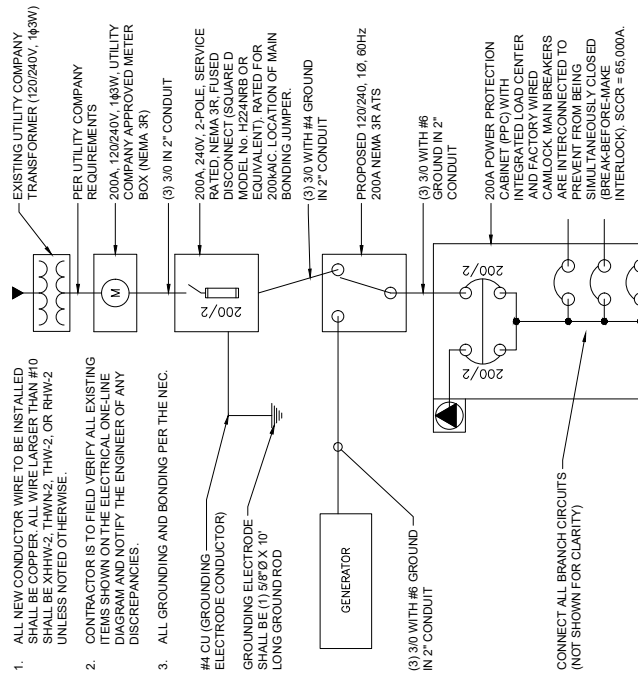 1. ALL NEW CONDUCTOR WIRE TO BE INSTALLED
SHALL BE COPPER. ALL WIRE LARGER THAN #10
SHALL BE XHHW-2, THWN-2, THW-2, OR RHW-2
UNLESS NOTED OTHERWISE.
2. CONTRACTOR IS TO FIELD VERIFY ALL EXISTING
ITEMS SHOWN ON THE ELECTRICAL ONE-LINE
DIAGRAM AND NOTIFY THE ENGINEER OF ANY
DISCREPANCIES.
3. ALL GROUNDING AND BONDING PER THE NEC.
#4 CU (GROUNDING
ELECTRODE CONDUCTOR)
GROUNDING ELECTRODE
SHALL BE (1) 5/8"Ø X 10'
LONG GROUND ROD
GENERATOR
(3) 3/0 WITH #6 GROUND
IN 2" CONDUIT
CONNECT ALL BRANCH CIRCUITS
(NOT SHOWN FOR CLARITY)
M
200/2
200/2
200/2
EXISTING UTILITY COMPANY
TRANSFORMER (120/240V, 1ɸ3W)
PER UTILITY COMPANY
REQUIREMENTS
200A, 120/240V, 1ɸ3W, UTILITY
COMPANY APPROVED METER
BOX (NEMA 3R)
(3) 3/0 IN 2" CONDUIT
200A, 240V, 2-POLE, SERVICE
RATED, NEMA 3R, FUSED
DISCONNECT (SQUARE D
MODEL No. H224NRB OR
EQUIVALENT). RATED FOR
200kAIC. LOCATION OF MAIN
BONDING JUMPER.
(3) 3/0 WITH #4 GROUND
IN 2" CONDUIT
PROPOSED 120/240, 1Ø, 60Hz
200A NEMA 3R ATS
(3) 3/0 WITH #6
GROUND IN 2"
CONDUIT
200A POWER PROTECTION
CABINET (PPC) WITH
INTEGRATED LOAD CENTER
AND FACTORY WIRED
CAMLOCK. MAIN BREAKERS
ARE INTERCONNECTED TO
PREVENT FROM BEING
SIMULTANEOUSLY CLOSED
(BREAK-BEFORE-MAKE
INTERLOCK). SCCR = 65,000A.